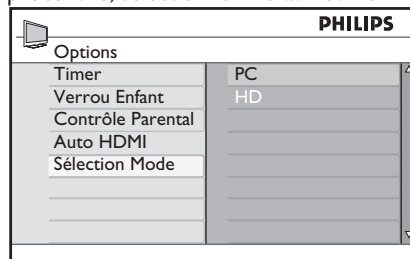 PHILIPS
Options
Timer
PC
Verrou Enfant
HD
Contrôle Parental
Auto HDMI
Sélection Mode